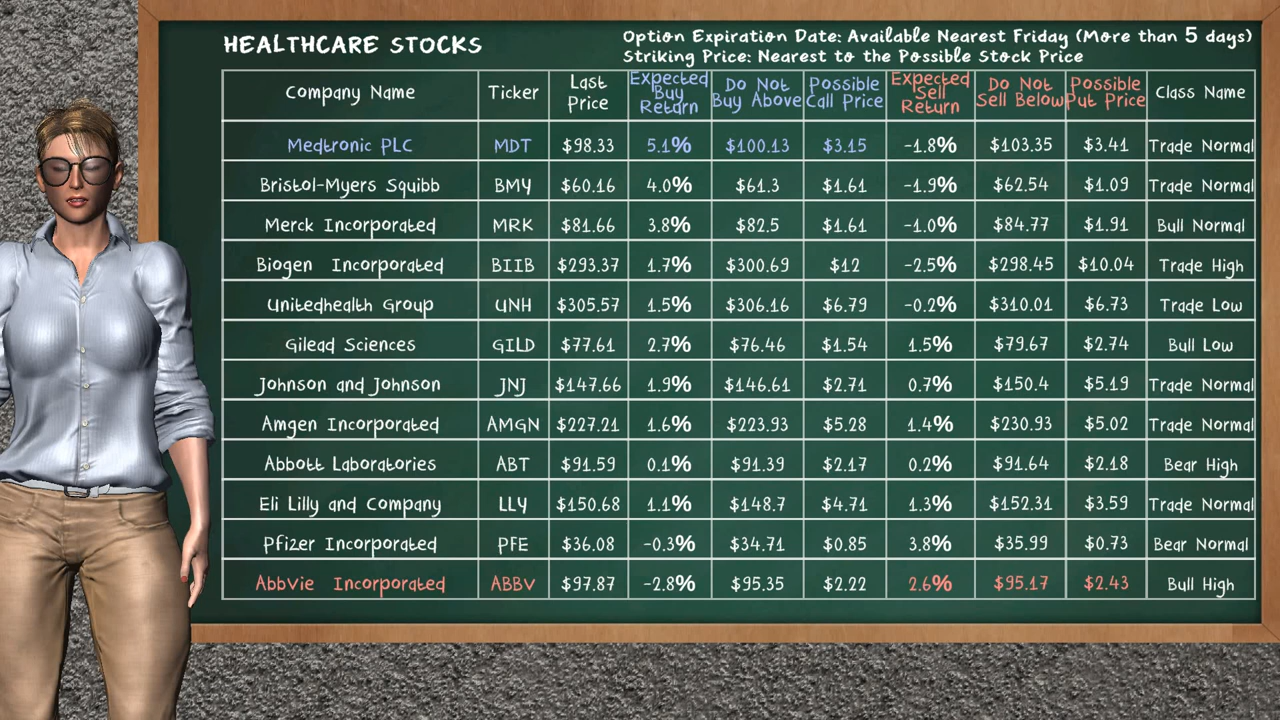 HEALTHCARE STOCKS
Option Expiration Date: Available Nearest Friday (More than 5 days)
Striking Price: Nearest to the Possible Stock Price
Company Name Ticker Last Price Expected Buy Return Do Not Buy Above Possible Call Price Expected Sell Return Do Not Sell Below Possible Put Price Class Name
Medtronic PLC MDT $98.33 5.1% $100.13 $3.15 -1.8% $103.35 $3.41 Trade Normal
Bristol-Myers Squibb BMY $60.16 4.0% $61.3 $1.61 -1.9% $62.54 $1.09 Trade Normal
Merck Incorporated MRK $81.66 3.8% $82.5 $1.61 -1.0% $84.77 $1.91 Bull Normal
Biogen Incorporated BIIB $293.37 1.7% $300.69 $12 -2.5% $298.45 $10.04 Trade High
Unitedhealth Group UNH $305.57 1.5% $306.16 $6.79 -0.2% $310.01 $6.73 Trade Low
Gilead Sciences GILD $77.61 2.7% $76.46 $1.54 1.5% $79.67 $2.74 Bull Low
Johnson and Johnson JNJ $147.66 1.9% $146.61 $2.71 0.7% $150.4 $5.19 Trade Normal
Amgen Incorporated AMGN $227.21 1.6% $223.93 $5.28 1.4% $230.93 $5.02 Trade Normal
Abbott Laboratories ABT $91.59 0.1% $91.39 $2.17 0.2% $91.64 $2.18 Bear High
Eli Lilly and Company LLY $150.68 1.1% $148.7 $4.71 1.3% $152.31 $3.59 Trade Normal
Pfizer Incorporated PFE $36.08 -0.3% $34.71 $0.85 3.8% $35.99 $0.73 Bear Normal
AbbVie Incorporated ABBV $97.87 -2.8% $95.35 $2.22 2.6% $95.17 $2.43 Bull High